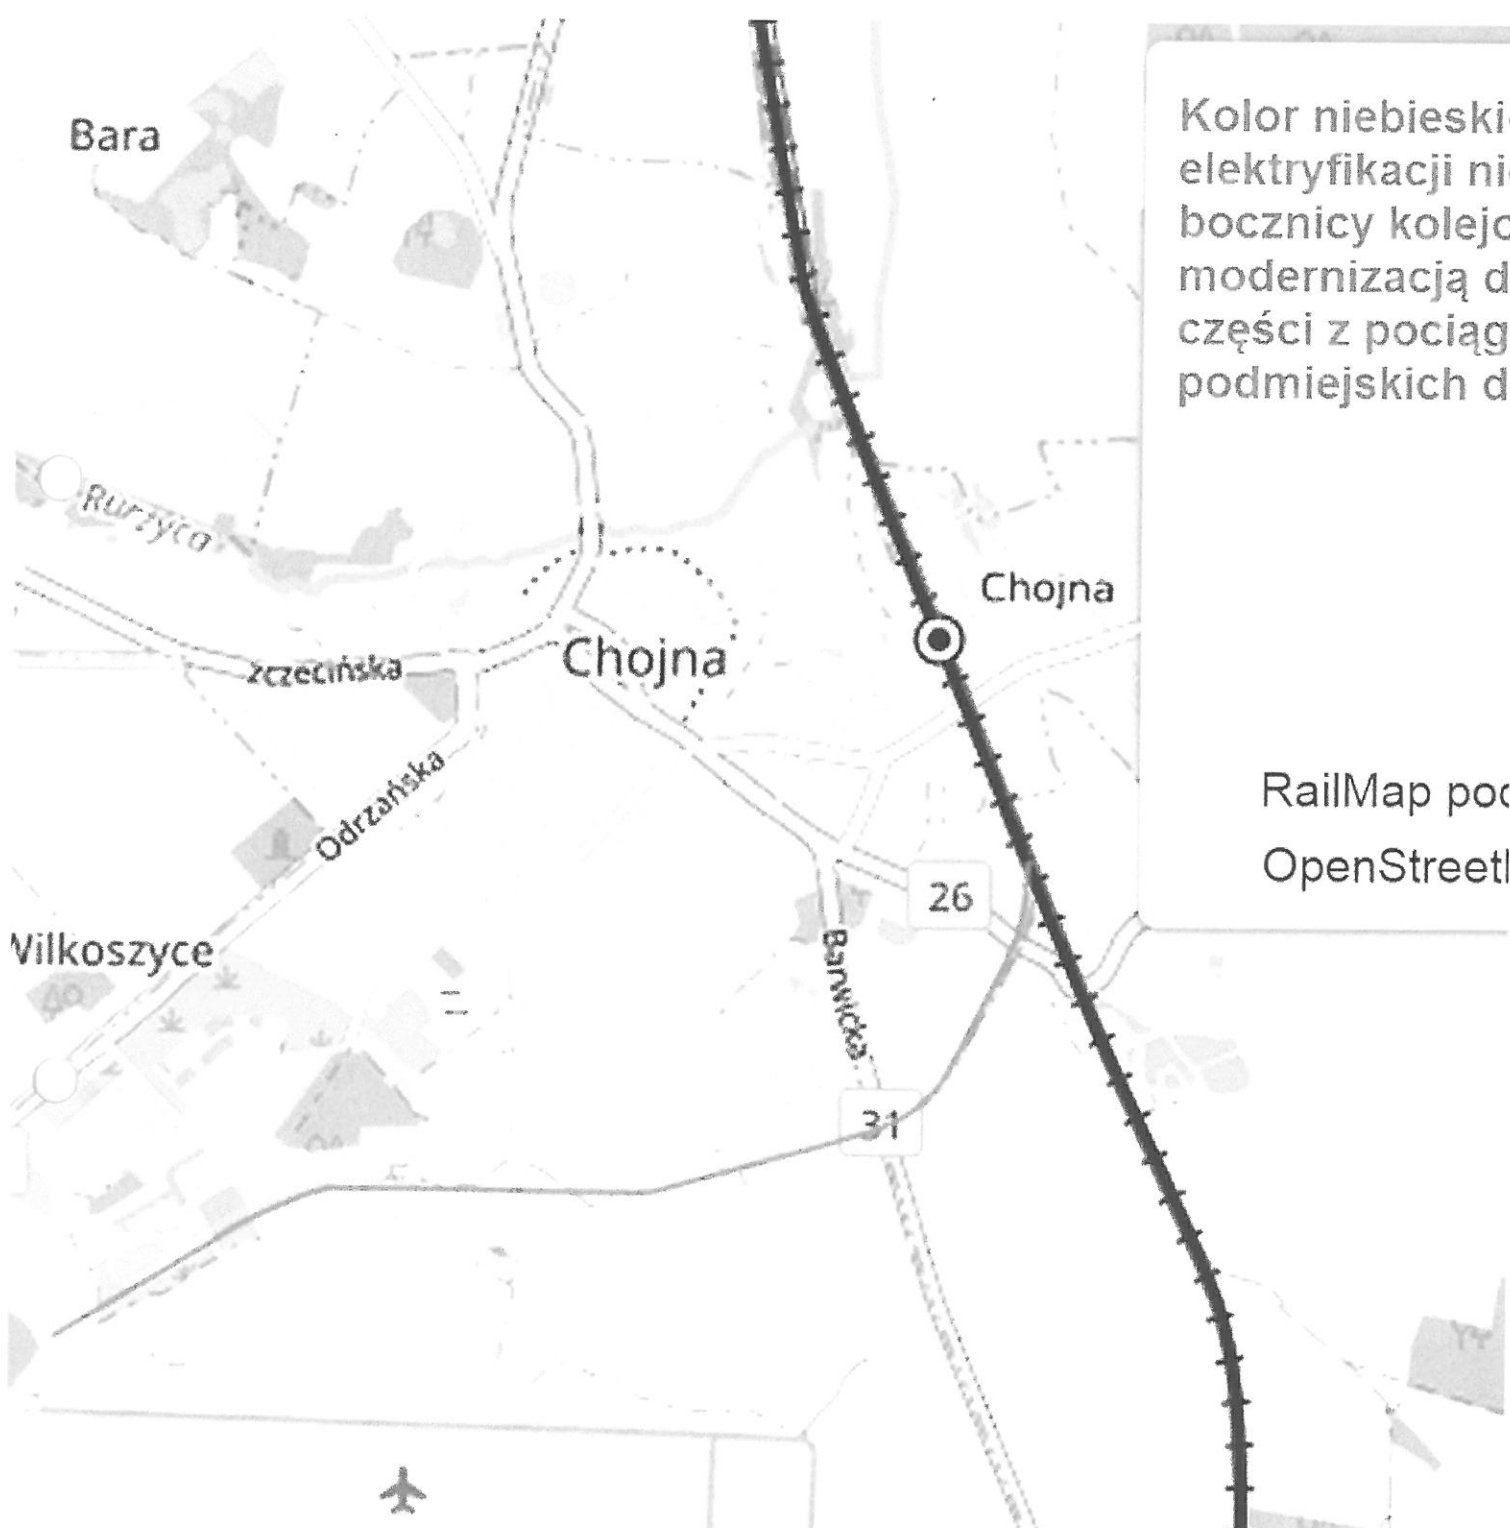 Bara
Kolor niebieski
elektryfikacji ni
bocznicy kolejo
modernizacją d
części z pociąg
podmiejskich d
Rurzyca
Chojna
Chojna
zczecińska
Odrzańska
RailMap poc
OpenStreet
26
Wilkoszyce
Barwicka
31